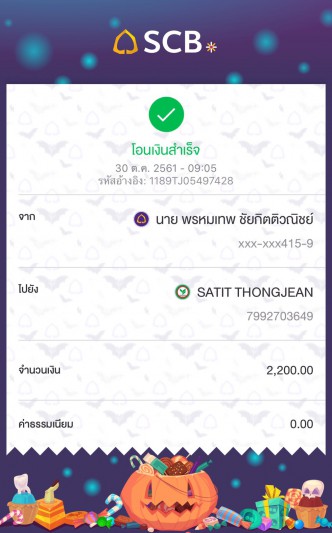 SCB
โอนเงินสำเร็จ
30 ต.ค. 2561 - 09:05
รหัสอ้างอิง: 1189TJ05497428
จาก นาย พรหมเทพ ชัยกิตติวณิชย์
xxx-xxx415-9
ไปยัง SATIT THONGJEAN
7992703649
จำนวนเงิน 2,200.00
ค่าธรรมเนียม 0.00